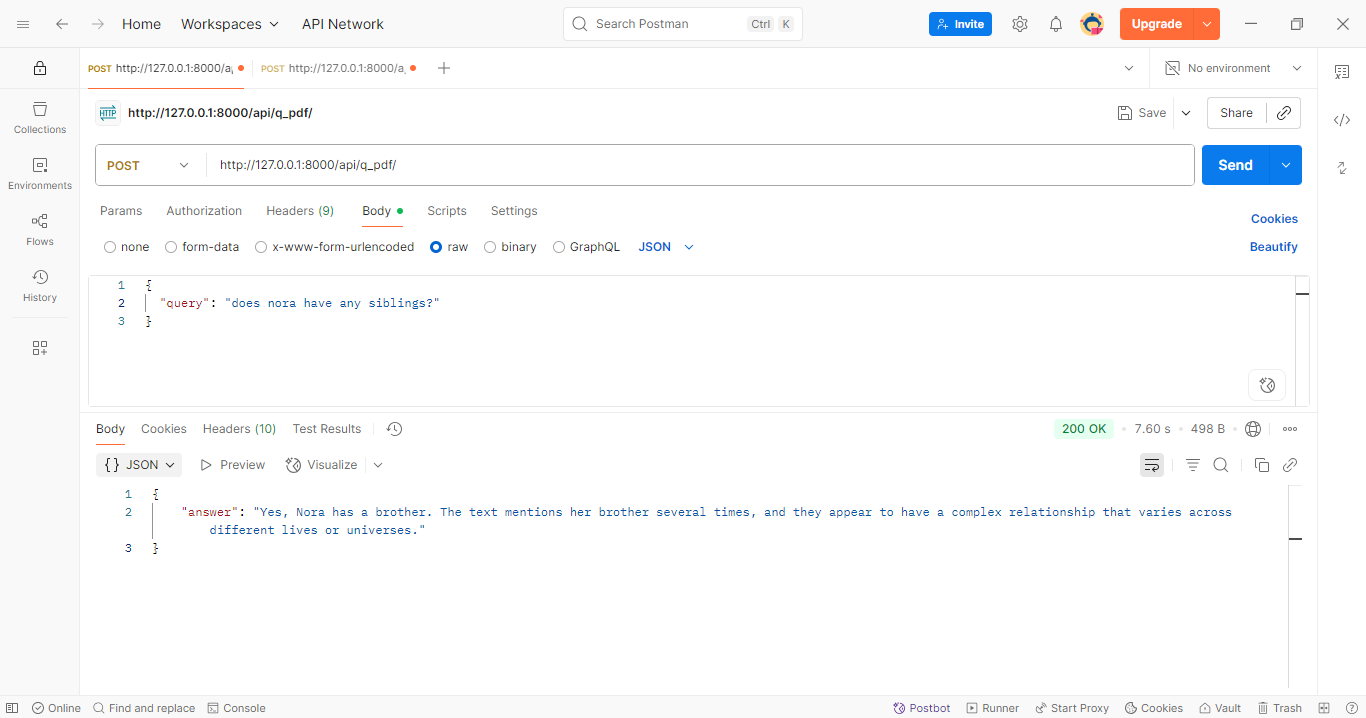 Home Workspaces API Network Search Postman Ctrl K Invite Upgrade
POST http://127.0.0.1:8000/a POST http://127.0.0.1:8000/a No environment
HTTP http://127.0.0.1:8000/api/q_pdf/ Save Share
POST http://127.0.0.1:8000/api/q_pdf/ Send
Collections
Environments
Flows
History
Params Authorization Headers (9) Body Scripts Settings Cookies
none form-data x-www-form-urlencoded raw binary GraphQL JSON Beautify
1 {
2 "query": "does nora have any siblings?"
3 }
Body Cookies Headers (10) Test Results 200 OK 7.60 s 498 B
{} JSON Preview Visualize
1 {
2 "answer": "Yes, Nora has a brother. The text mentions her brother several times, and they appear to have a complex relationship that varies across
different lives or universes."
3 }
Online Find and replace Console Postbot Runner Start Proxy Cookies Vault Trash